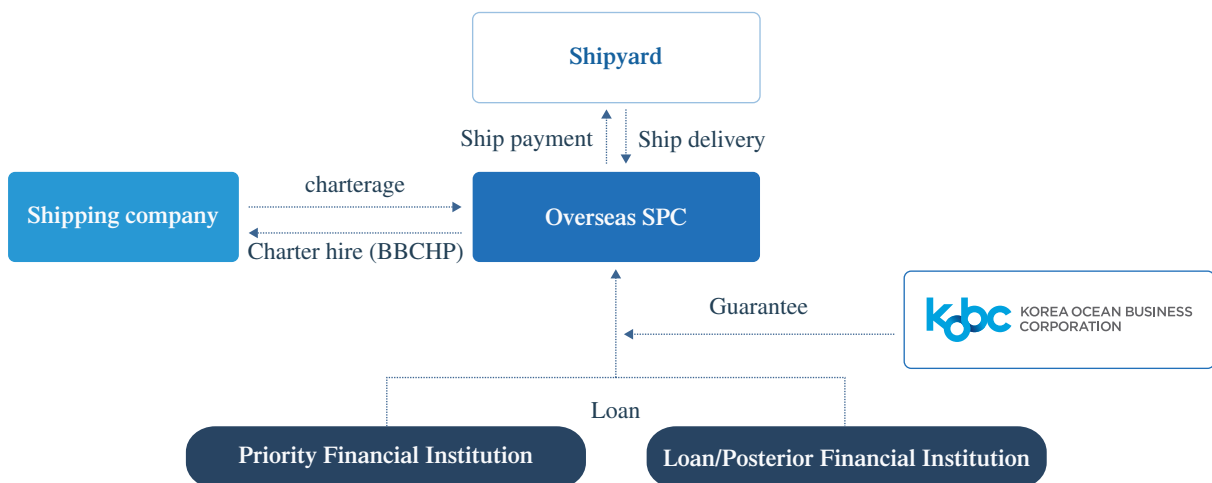 Shipyard
Ship payment
Ship delivery
Shipping company
charterage
Overseas SPC
Charter hire (BBCHP)
Guarantee
kobc KOREA OCEAN BUSINESS
CORPORATION
Loan
Priority Financial Institution
Loan/Posterior Financial Institution